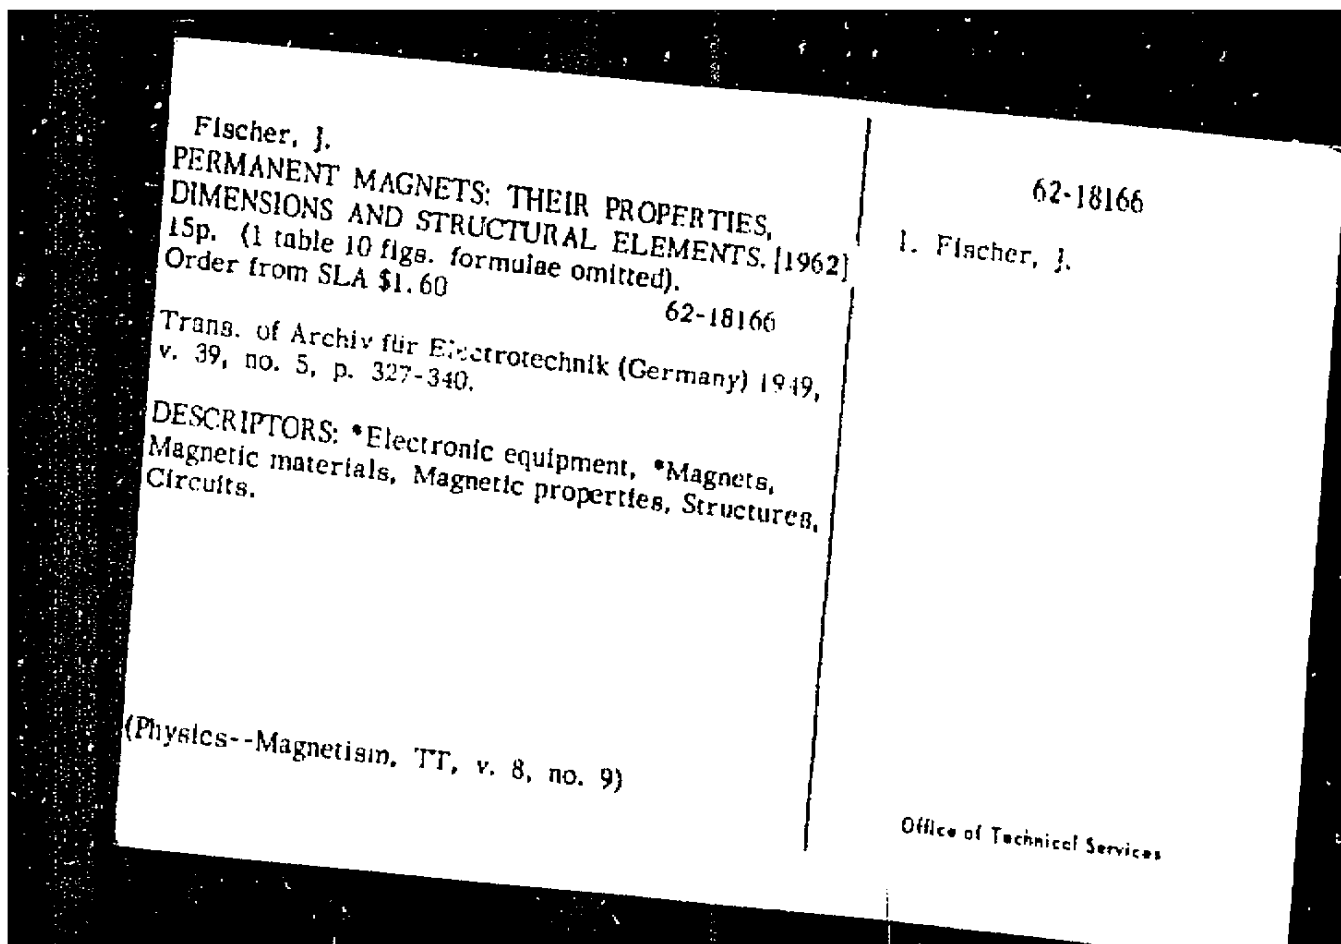 Fischer, J.
PERMANENT MAGNETS: THEIR PROPERTIES,
DIMENSIONS AND STRUCTURAL ELEMENTS. [1962]
15p. (1 table 10 figs. formulae omitted).
Order from SLA $1.60
62-18166
Trans. of Archiv für Electrotechnik (Germany) 1949,
v. 39, no. 5, p. 327-340.
DESCRIPTORS: *Electronic equipment, *Magnets,
Magnetic materials, Magnetic properties, Structures,
Circuits.
(Physics--Magnetism, TT, v. 8, no. 9)
62-18166
1. Fischer, J.
Office of Technical Services